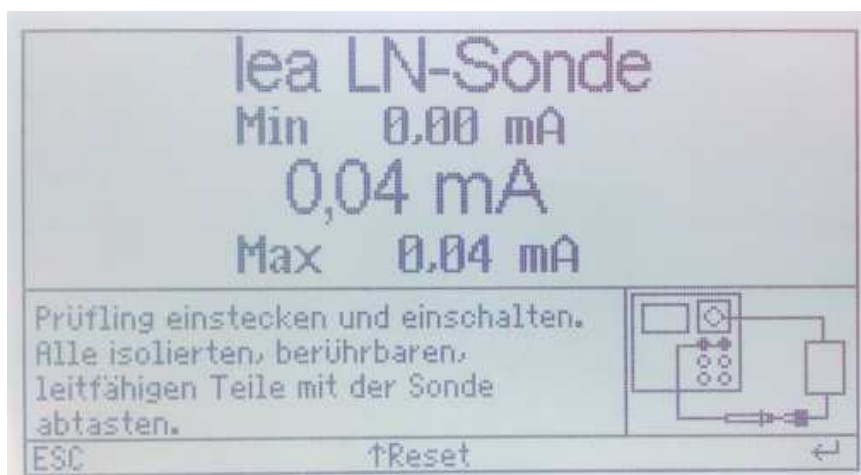 lea LN-Sonde
Min 0,00 mA
0,04 mA
Max 0,04 mA
Prüfling einstecken und einschalten.
Alle isolierten, berührbaren,
leitfähigen Teile mit der Sonde
abtasten.
ESC ↑Reset ↵